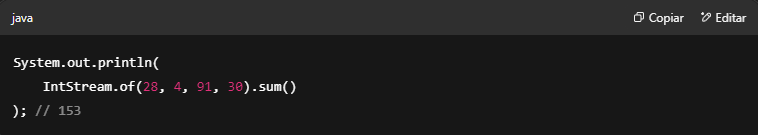 java Copiar Editar
System.out.println(
    IntStream.of(28, 4, 91, 30).sum()
); // 153